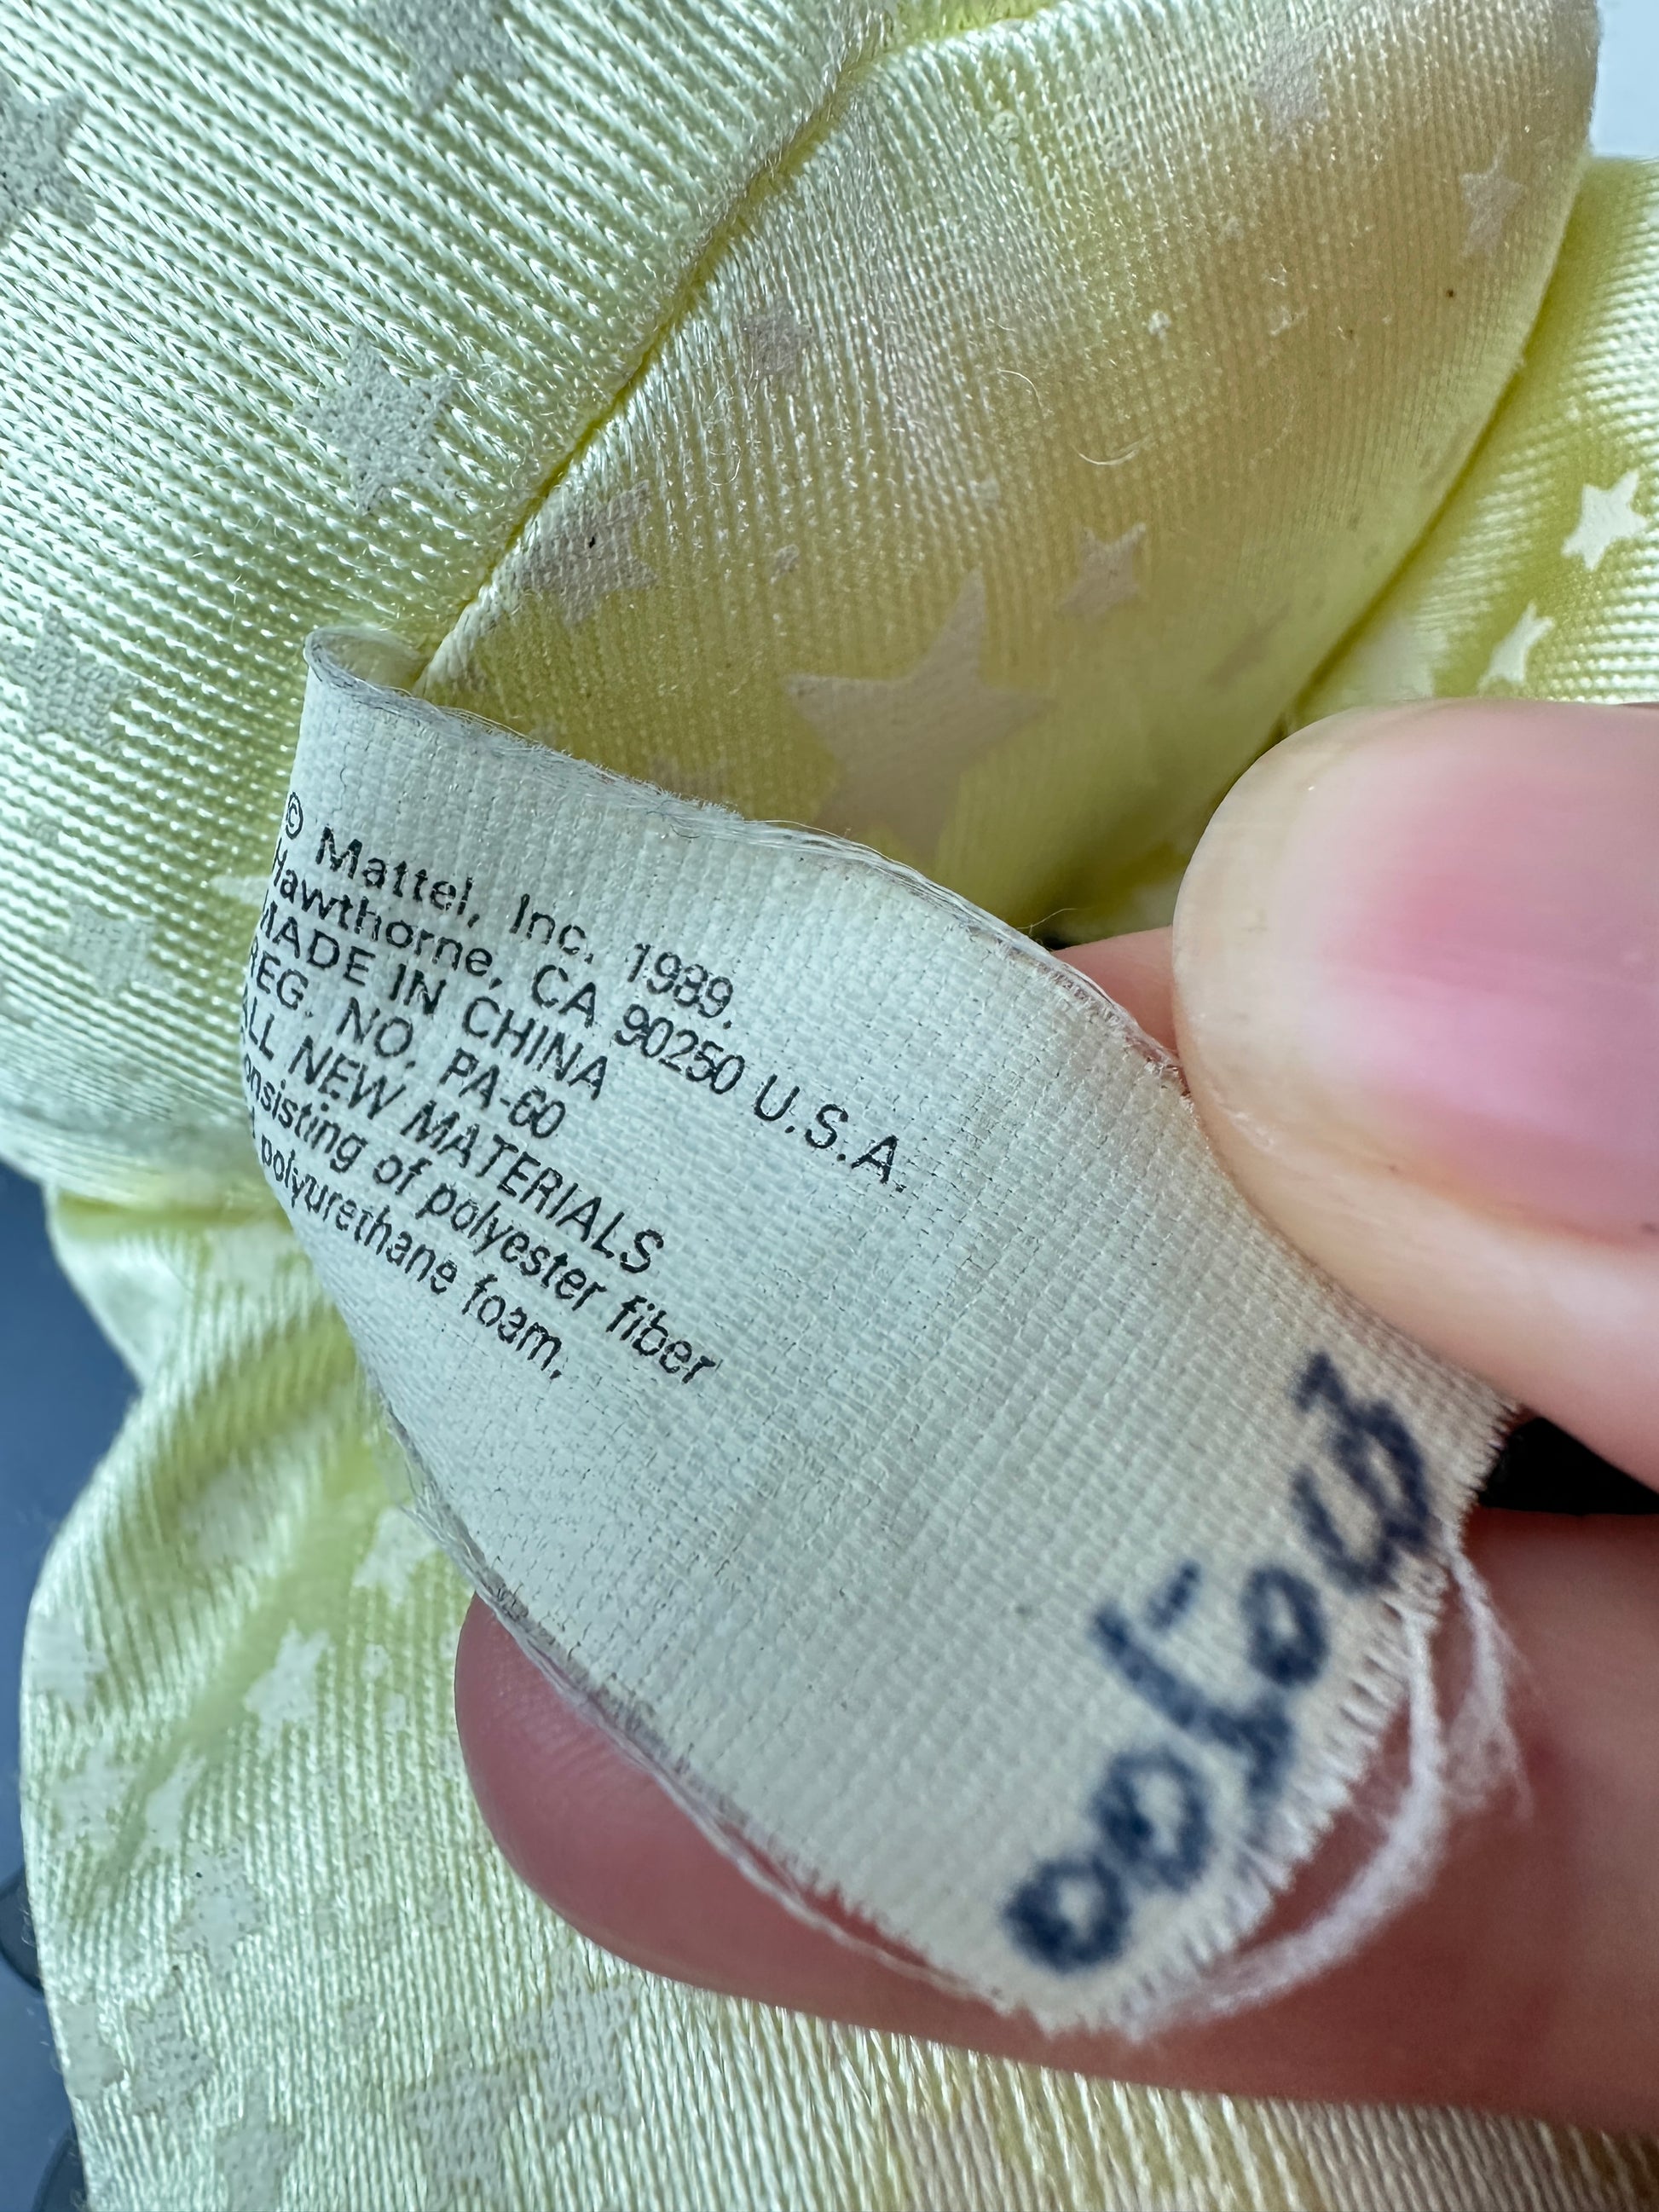 © Mattel, Inc. 1989.
Hawthorne, CA 90250 U.S.A.
MADE IN CHINA
REG. NO. PA-60
ALL NEW MATERIALS
onsisting of polyester fiber
polyurethane foam.